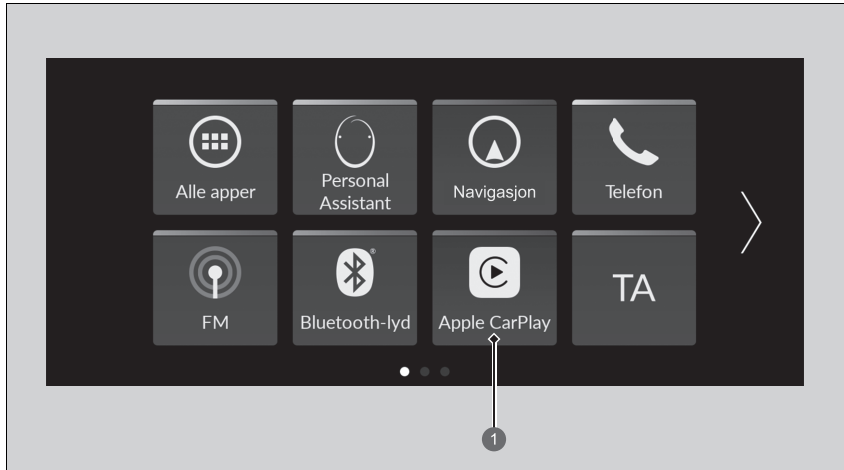 Alle apper
Personal
Assistant
Navigasjon
Telefon
FM
Bluetooth-lyd
Apple CarPlay
TA
1